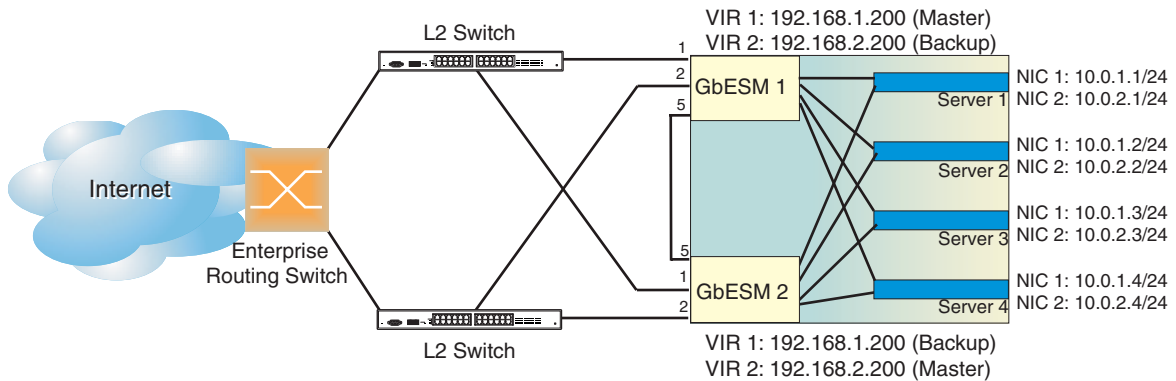 VIR 1: 192.168.1.200 (Master)
VIR 2: 192.168.2.200 (Backup)
L2 Switch
1
2
5
GbESM 1
Server 1
NIC 1: 10.0.1.1/24
NIC 2: 10.0.2.1/24
Server 2
NIC 1: 10.0.1.2/24
NIC 2: 10.0.2.2/24
Internet
Enterprise
Routing Switch
Server 3
NIC 1: 10.0.1.3/24
NIC 2: 10.0.2.3/24
5
1
2
GbESM 2
Server 4
NIC 1: 10.0.1.4/24
NIC 2: 10.0.2.4/24
L2 Switch
VIR 1: 192.168.1.200 (Backup)
VIR 2: 192.168.2.200 (Master)